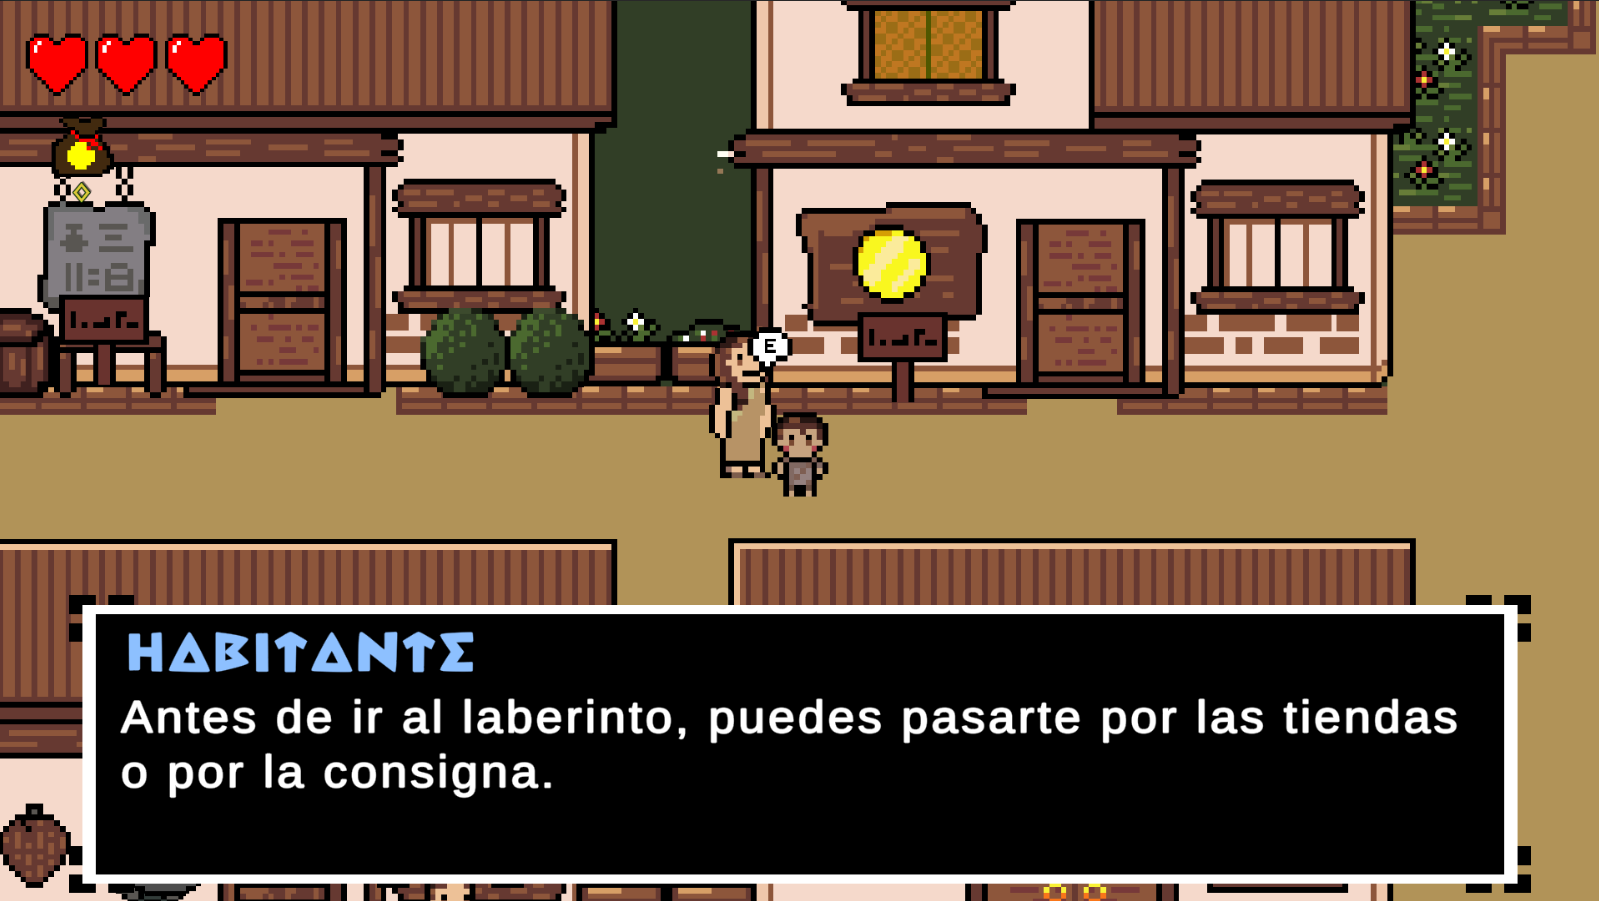 E
HABITANTE
Antes de ir al laberinto, puedes pasarte por las tiendas
o por la consigna.